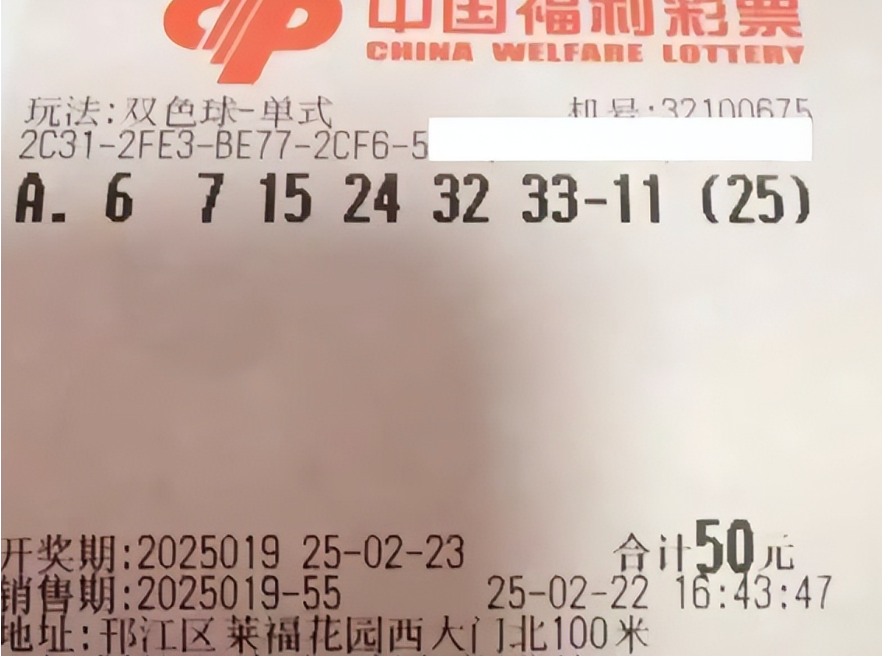 中国福利彩票
CHINA WELFARE LOTTERY
玩法:双色球-单式 机号:32100675
2C31-2FE3-BE77-2CF6-5
A. 6 7 15 24 32 33-11 (25)
开奖期:2025019 25-02-23 合计50元
销售期:2025019-55 25-02-22 16:43:47
地址:邗江区莱福花园西大门北100米